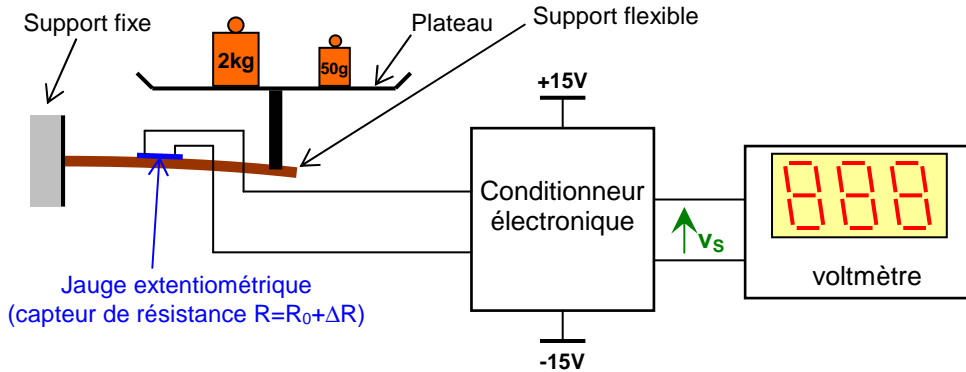 Support fixe
Plateau
Support flexible
2kg
50g
+15V
Conditionneur
électronique
vS
888
voltmètre
Jauge extentiométrique
(capteur de résistance R=R0+ΔR)
-15V